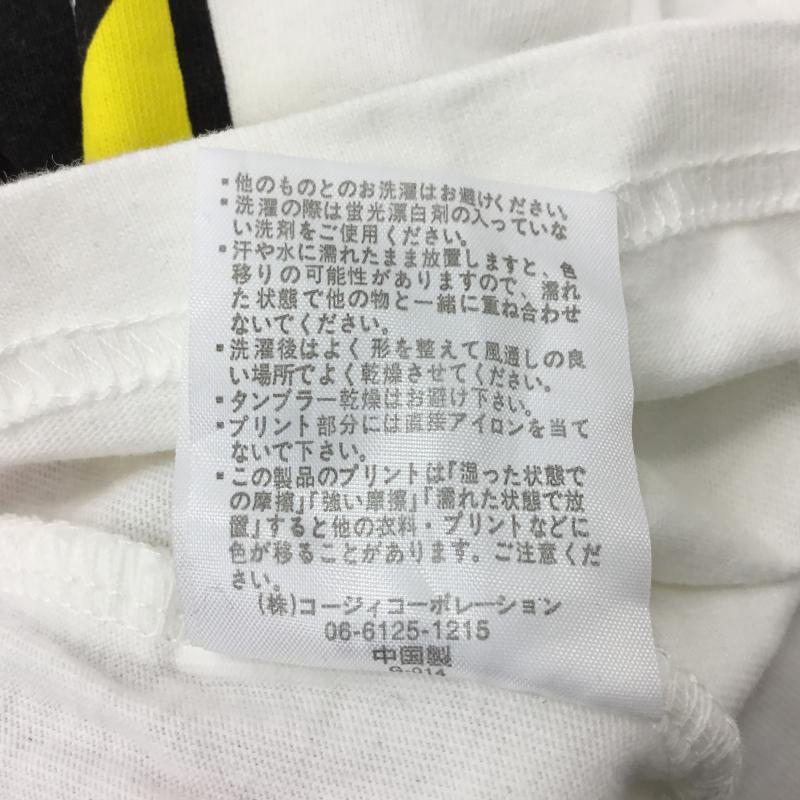 ▪他のものとのお洗濯はお避けください。
▪洗濯の際は蛍光漂白剤の入っていな
い洗剤をご使用ください。
▪汗や水に濡れたまま放置しますと、色
移りの可能性がありますので、濡れ
た状態で他の物と一緒に重ね合わせ
ないでください。
▪洗濯後はよく形を整えて風通しの良
い場所でよく乾燥させてください。
▪タンブラー乾燥はお避け下さい。
▪プリント部分には直接アイロンを当て
ないで下さい。
▪この製品のプリントは「湿った状態で
の摩擦」「強い摩擦」「濡れた状態で放
置」すると他の衣料・プリントなどに
色が移ることがあります。ご注意くだ
さい。
(株)コージィコーポレーション
06-6125-1215
中国製
G-014